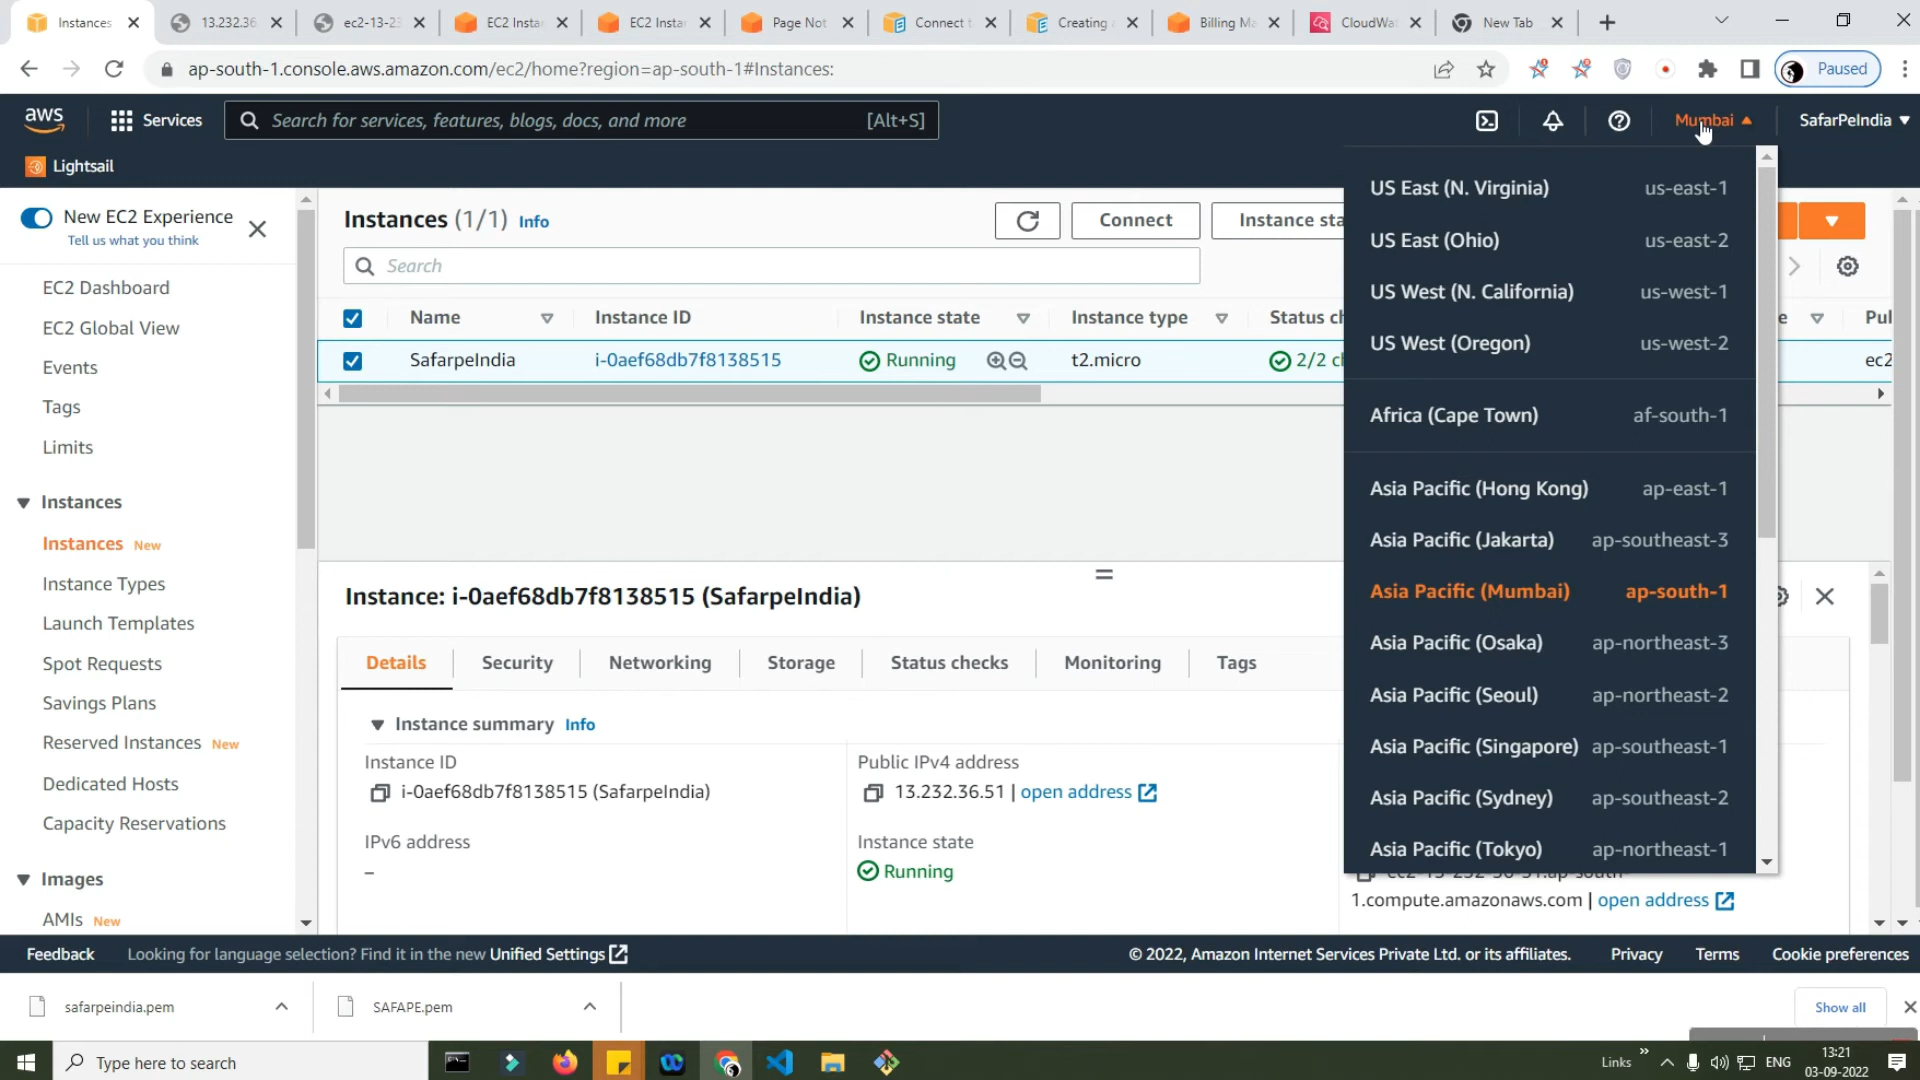 Instances
13.232.36
ec2-13-23
EC2 Instar
EC2 Instar
Page Not
Connect t
Creating
Billing Ma
CloudWa
New Tab
ap-south-1.console.aws.amazon.com/ec2/home?region=ap-south-1#Instances:
Paused
aws
Services
Search for services, features, blogs, docs, and more
[Alt+S]
Mumbai
SafarPeIndia
Lightsail
New EC2 Experience
Tell us what you think
EC2 Dashboard
EC2 Global View
Events
Tags
Limits
Instances
Instances New
Instance Types
Launch Templates
Spot Requests
Savings Plans
Reserved Instances New
Dedicated Hosts
Capacity Reservations
Images
AMIs New
Instances (1/1) Info
Connect
Instance sta
Search
Name
Instance ID
Instance state
Instance type
Status ch
e
Pul
SafarpeIndia
i-0aef68db7f8138515
Running
t2.micro
2/2 ch
ec2
US East (N. Virginia) us-east-1
US East (Ohio) us-east-2
US West (N. California) us-west-1
US West (Oregon) us-west-2
Africa (Cape Town) af-south-1
Asia Pacific (Hong Kong) ap-east-1
Asia Pacific (Jakarta) ap-southeast-3
Asia Pacific (Mumbai) ap-south-1
Asia Pacific (Osaka) ap-northeast-3
Asia Pacific (Seoul) ap-northeast-2
Asia Pacific (Singapore) ap-southeast-1
Asia Pacific (Sydney) ap-southeast-2
Asia Pacific (Tokyo) ap-northeast-1
Instance: i-0aef68db7f8138515 (SafarpeIndia)
Details
Security
Networking
Storage
Status checks
Monitoring
Tags
Instance summary Info
Instance ID
i-0aef68db7f8138515 (SafarpeIndia)
Public IPv4 address
13.232.36.51 | open address
IPv6 address
–
Instance state
Running
ec2-13-232-36-51.ap-south-
1.compute.amazonaws.com | open address
Feedback
Looking for language selection? Find it in the new Unified Settings
© 2022, Amazon Internet Services Private Ltd. or its affiliates.
Privacy
Terms
Cookie preferences
safarpeindia.pem
SAFAPE.pem
Show all
Type here to search
Links
ENG
13:21
03-09-2022